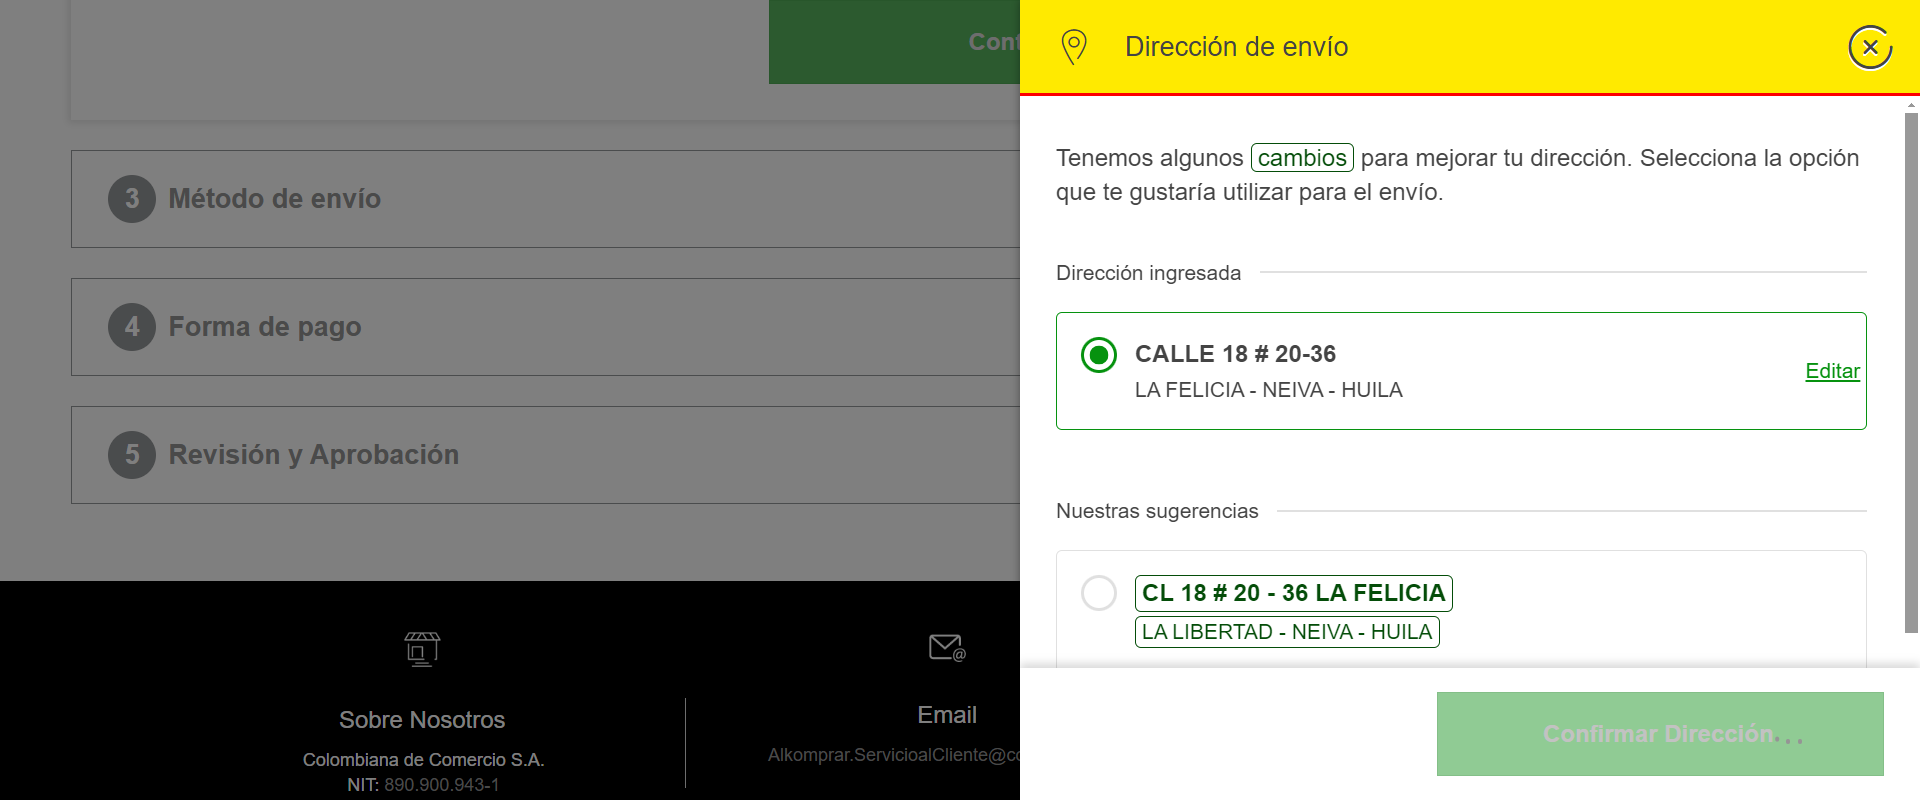 Cont
3 Método de envío
4 Forma de pago
5 Revisión y Aprobación
Sobre Nosotros
Colombiana de Comercio S.A.
NIT: 890.900.943-1
@
Email
Alkomprar.ServicioalCliente@co
Dirección de envío
Tenemos algunos cambios para mejorar tu dirección. Selecciona la opción
que te gustaría utilizar para el envío.
Dirección ingresada
CALLE 18 # 20-36
LA FELICIA - NEIVA - HUILA
Editar
Nuestras sugerencias
CL 18 # 20 - 36 LA FELICIA
LA LIBERTAD - NEIVA - HUILA
Confirmar Dirección...